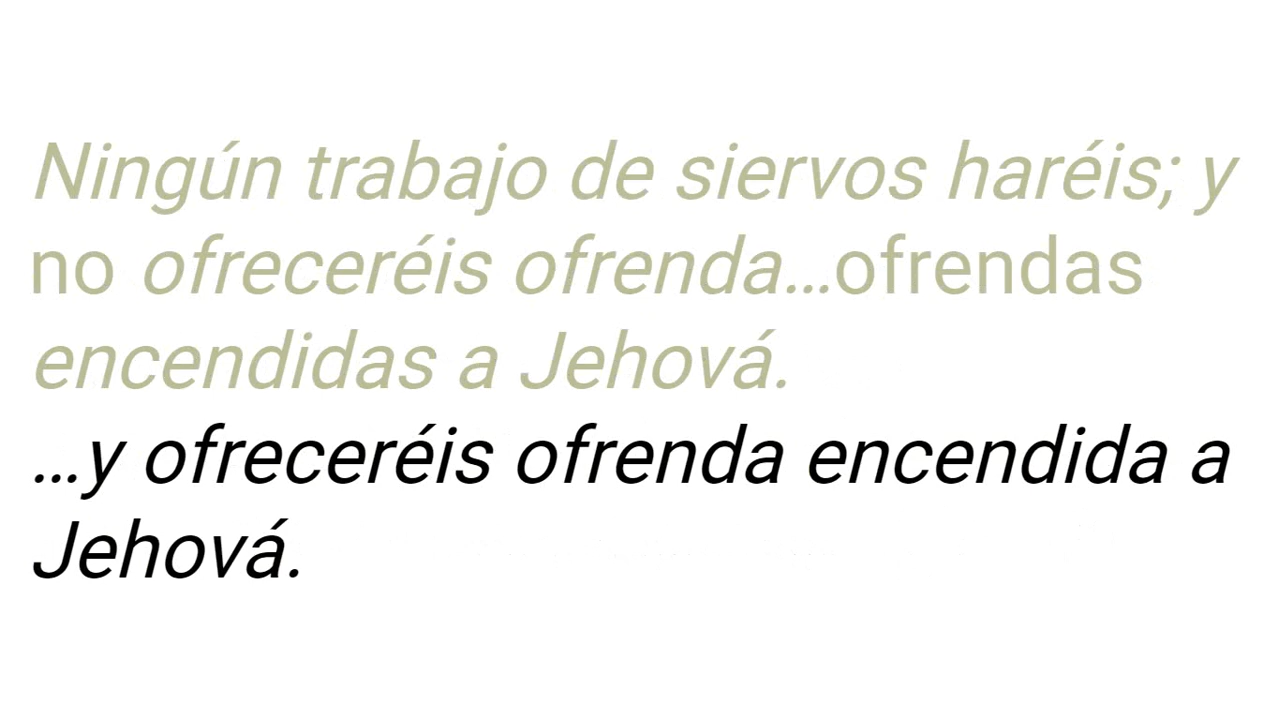 Ningún trabajo de siervos haréis; y
no ofreceréis ofrenda...ofrendas
encendidas a Jehová.
...y ofreceréis ofrenda encendida a
Jehová.